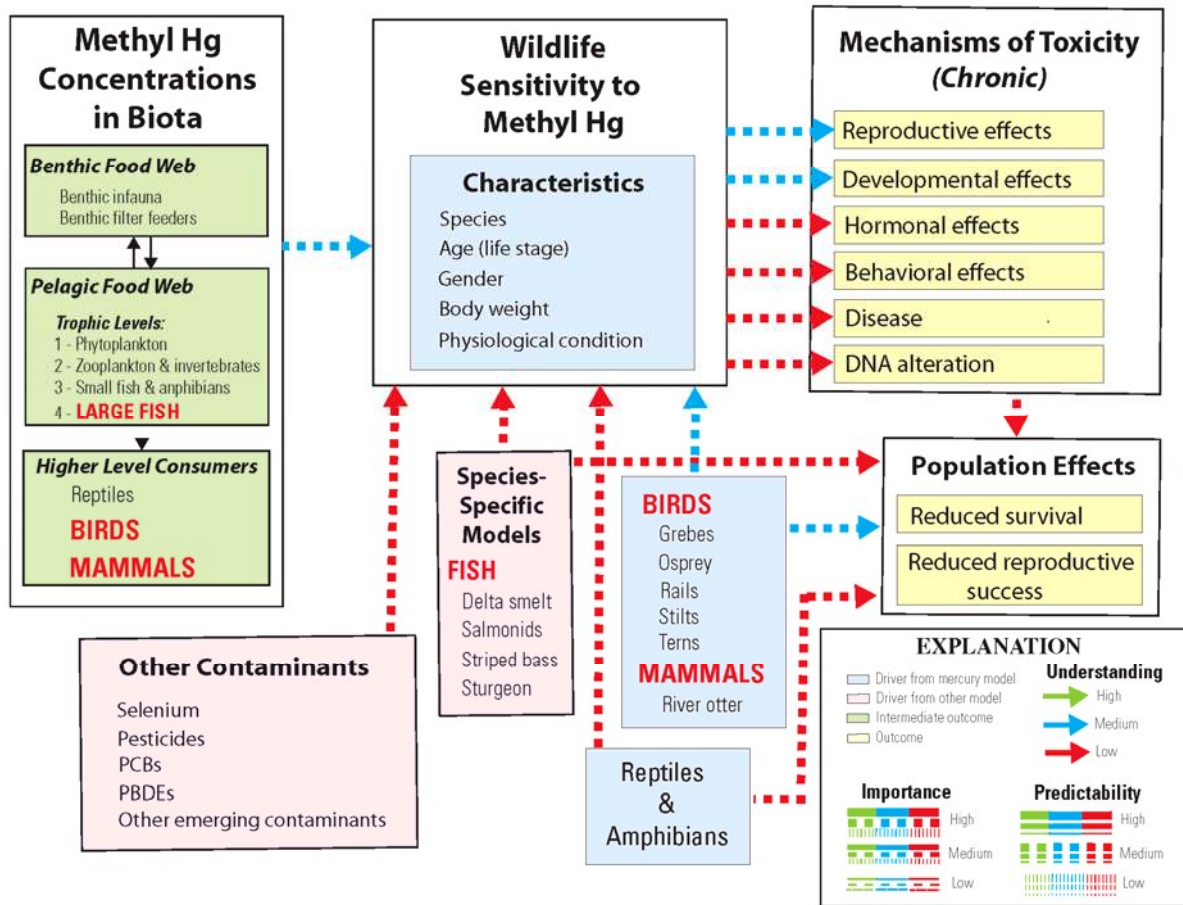 Methyl Hg
Concentrations
in Biota
Benthic Food Web
Benthic infauna
Benthic filter feeders
Pelagic Food Web
Trophic Levels:
1 - Phytoplankton
2 - Zooplankton & invertebrates
3 - Small fish & anphibians
4 - LARGE FISH
Higher Level Consumers
Reptiles
BIRDS
MAMMALS
Wildlife
Sensitivity to
Methyl Hg
Characteristics
Species
Age (life stage)
Gender
Body weight
Physiological condition
Mechanisms of Toxicity
(Chronic)
Reproductive effects
Developmental effects
Hormonal effects
Behavioral effects
Disease
DNA alteration
Population Effects
Reduced survival
Reduced reproductive
success
Other Contaminants
Selenium
Pesticides
PCBs
PBDEs
Other emerging contaminants
Species-
Specific
Models
FISH
Delta smelt
Salmonids
Striped bass
Sturgeon
BIRDS
Grebes
Osprey
Rails
Stilts
Terns
MAMMALS
River otter
Reptiles
&
Amphibians
EXPLANATION
Driver from mercury model
Driver from other model
Intermediate outcome
Outcome
Understanding
High
Medium
Low
Importance
High
Medium
Low
Predictability
High
Medium
Low